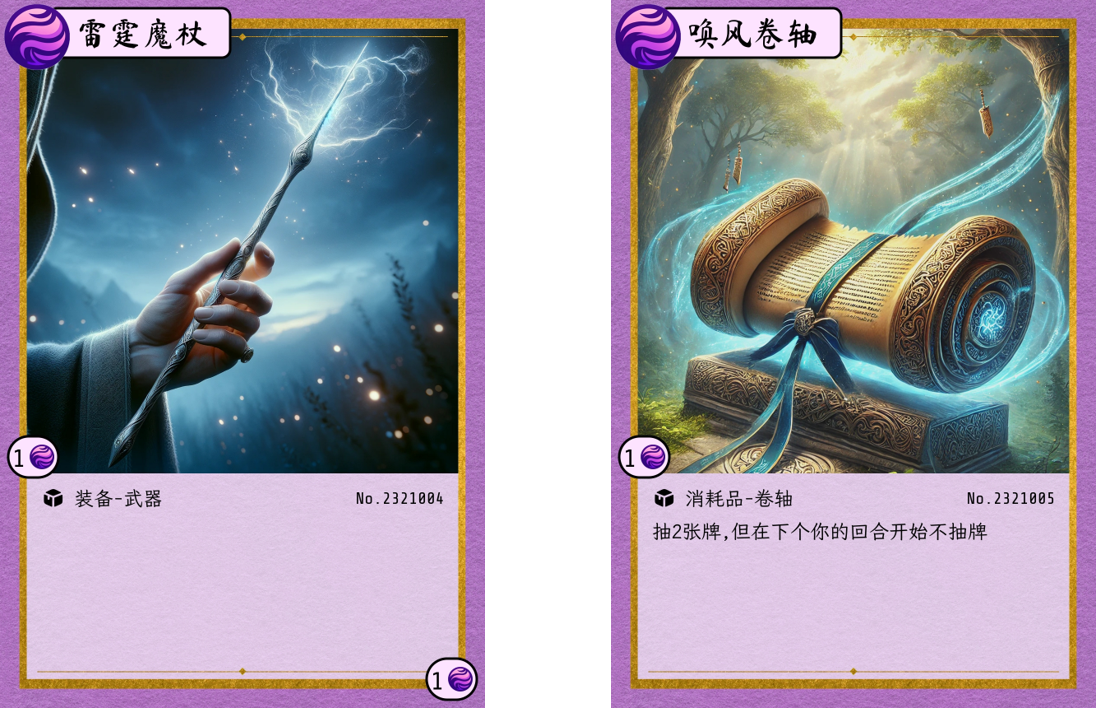 雷霆魔杖
1
装备-武器 No.2321004
1
唤风卷轴
1
消耗品-卷轴 No.2321005
抽2张牌,但在下个你的回合开始不抽牌